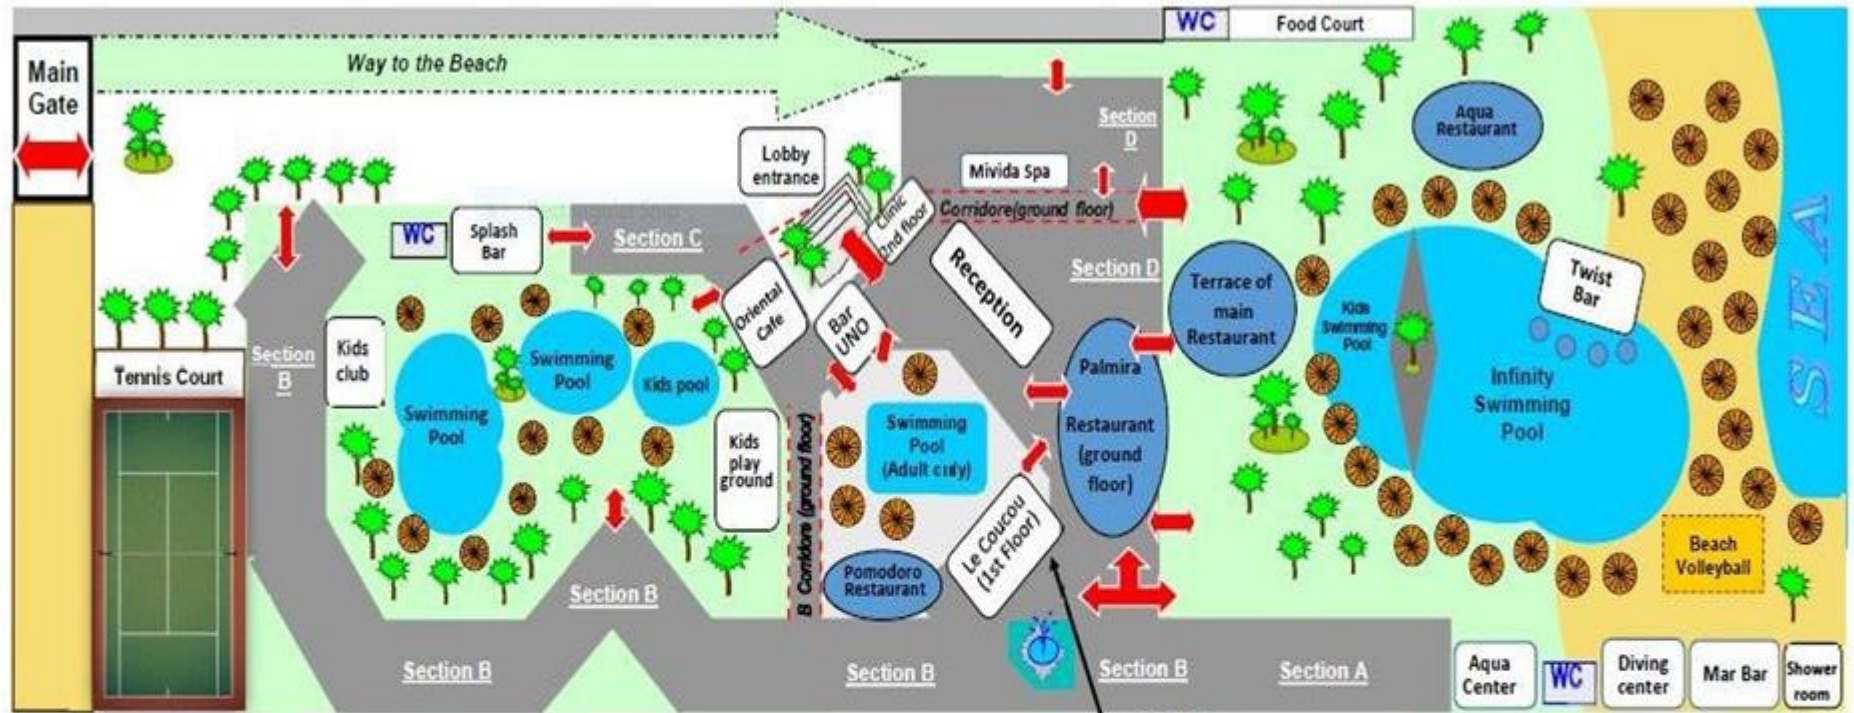 WC
Food Court
Main
Gate
Way to the Beach
Aqua
Restaurant
Section
D
Lobby
entrance
Mivida Spa
Clinic
2nd floor
Corridore(ground floor)
WC
Splash
Bar
Section C
Reception
Section D
SEA
Terrace of
main
Restaurant
Twist
Bar
Oriental
Cafe
Bar
UNO
Kids
Swimming
Pool
Section
B
Kids
club
Swimming
Pool
Kids pool
Tennis Court
Palmira
Restaurant
(ground
floor)
Infinity
Swimming
Pool
Swimming
Pool
Kids
play
ground
B Corridors (ground floor)
Swimming
Pool
(Adult only)
Le Coucou
(1st Floor)
Pomodoro
Restaurant
Beach
Volleyball
Section B
Section B
Section B
Section B
Section A
Aqua
Center
WC
Diving
center
Mar Bar
Shower
room